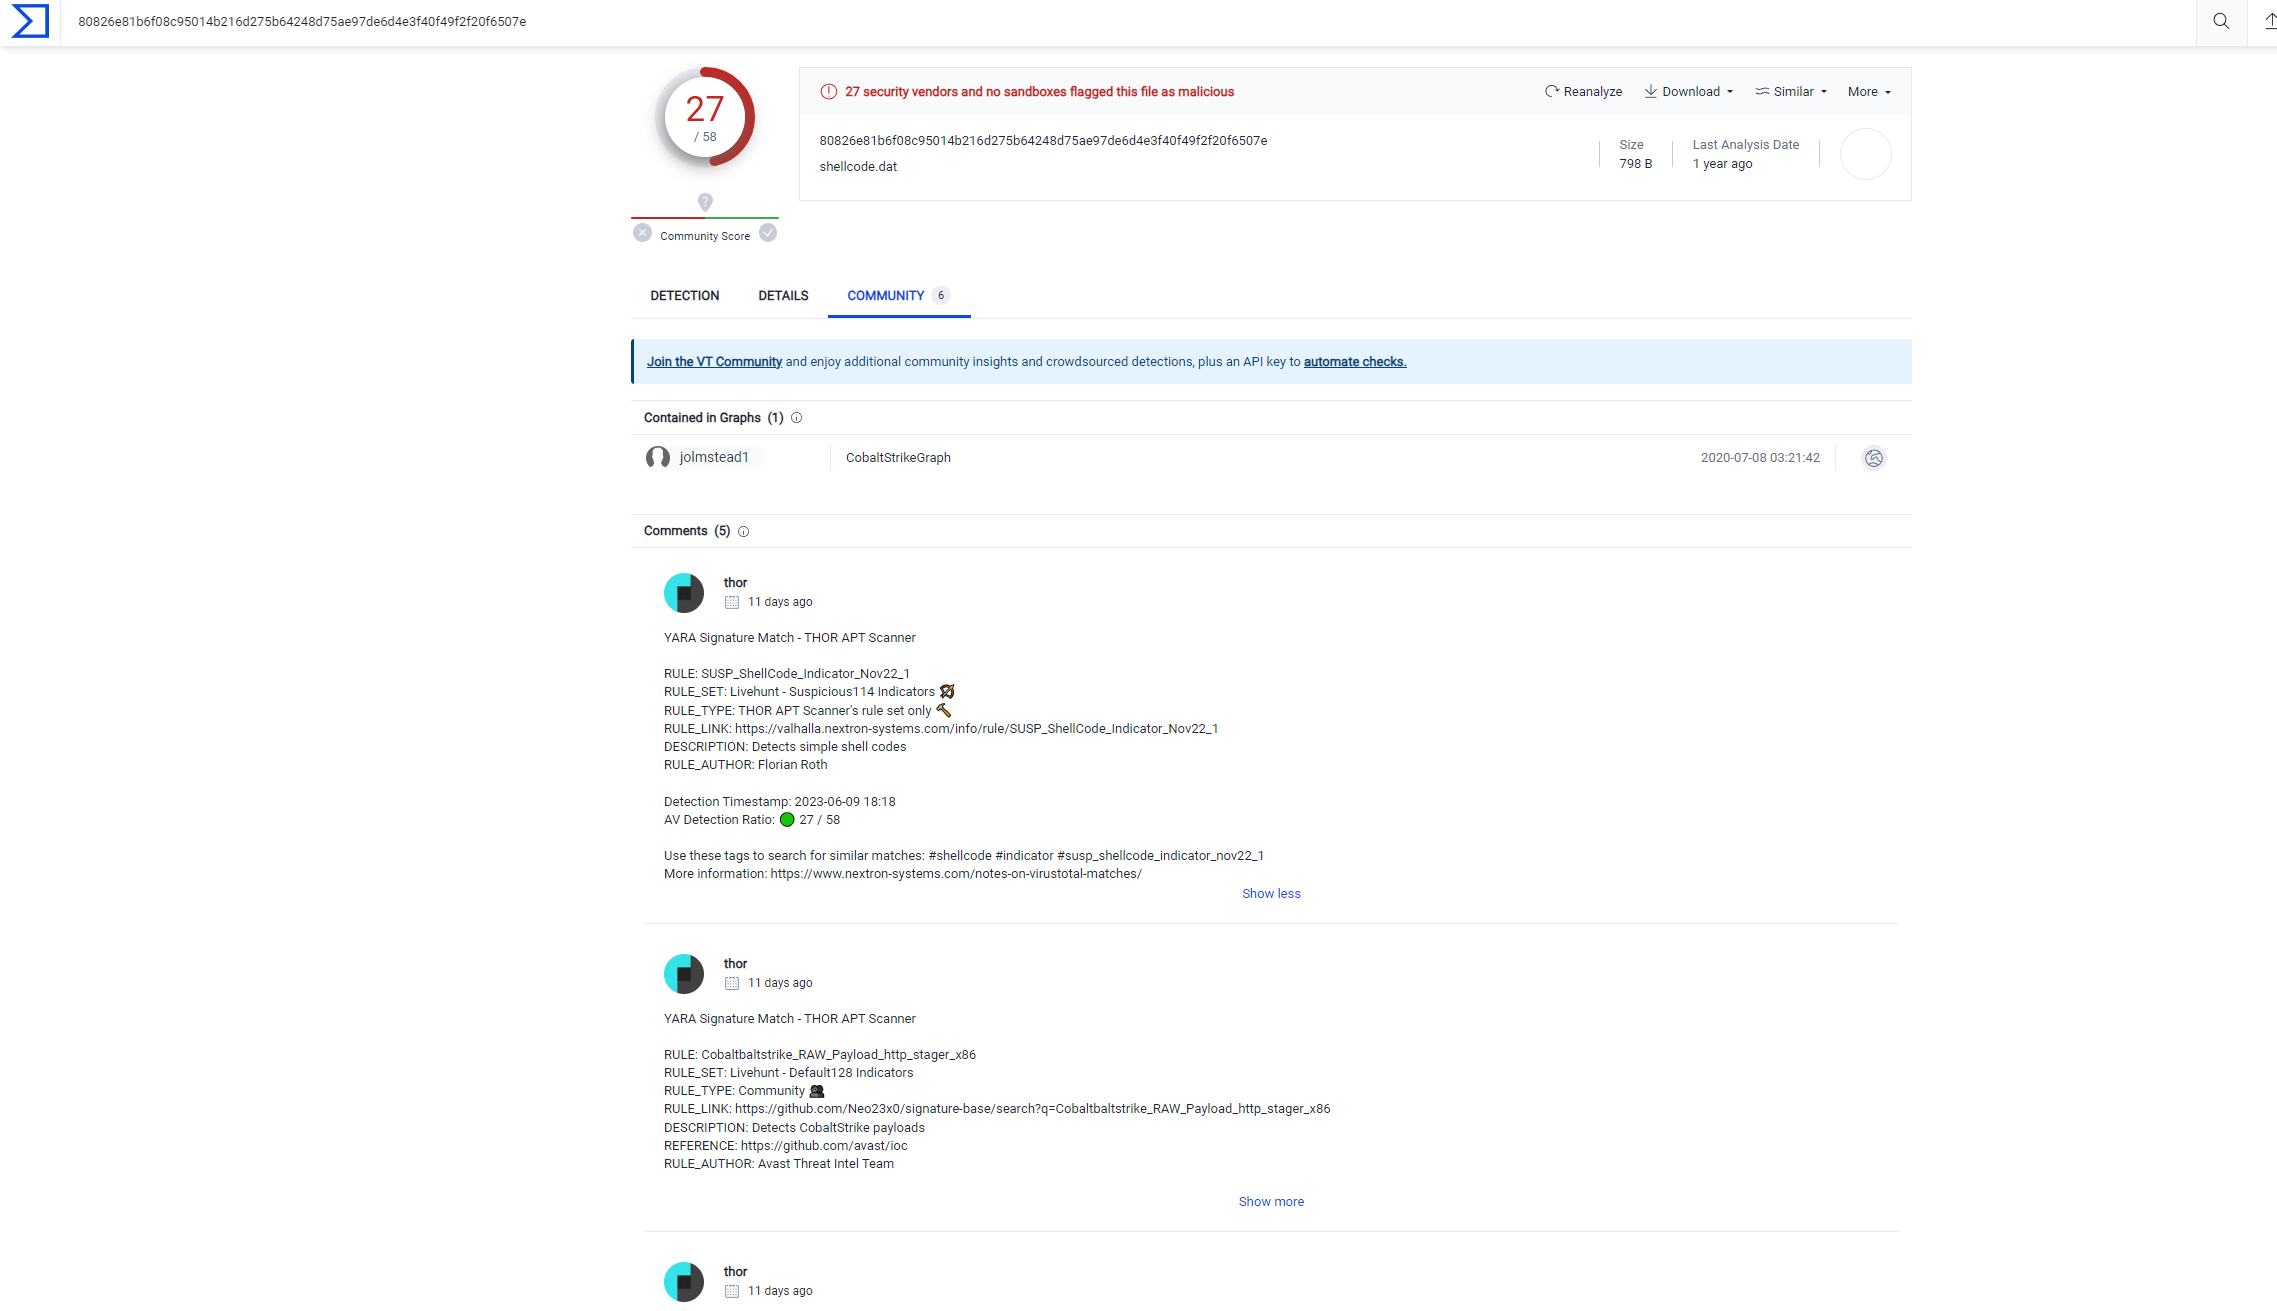 80826e81b6f08c95014b216d275b64248d75ae97de6d4e3f40f49f2f20f6507e
27
/ 58
Community Score
27 security vendors and no sandboxes flagged this file as malicious
Reanalyze
Download
Similar
More
80826e81b6f08c95014b216d275b64248d75ae97de6d4e3f40f49f2f20f6507e
shellcode.dat
Size
798 B
Last Analysis Date
1 year ago
DETECTION
DETAILS
COMMUNITY 6
Join the VT Community and enjoy additional community insights and crowdsourced detections, plus an API key to automate checks.
Contained in Graphs (1)
jolmstead1
CobaltStrikeGraph
2020-07-08 03:21:42
Comments (5)
thor
11 days ago
YARA Signature Match - THOR APT Scanner
RULE: SUSP_ShellCode_Indicator_Nov22_1
RULE_SET: Livehunt - Suspicious114 Indicators 🏹
RULE_TYPE: THOR APT Scanner's rule set only 🔨
RULE_LINK: https://valhalla.nextron-systems.com/info/rule/SUSP_ShellCode_Indicator_Nov22_1
DESCRIPTION: Detects simple shell codes
RULE_AUTHOR: Florian Roth
Detection Timestamp: 2023-06-09 18:18
AV Detection Ratio: 🟢 27 / 58
Use these tags to search for similar matches: #shellcode #indicator #susp_shellcode_indicator_nov22_1
More information: https://www.nextron-systems.com/notes-on-virustotal-matches/
Show less
thor
11 days ago
YARA Signature Match - THOR APT Scanner
RULE: Cobaltbaltstrike_RAW_Payload_http_stager_x86
RULE_SET: Livehunt - Default128 Indicators
RULE_TYPE: Community 👥
RULE_LINK: https://github.com/Neo23x0/signature-base/search?q=Cobaltbaltstrike_RAW_Payload_http_stager_x86
DESCRIPTION: Detects CobaltStrike payloads
REFERENCE: https://github.com/avast/ioc
RULE_AUTHOR: Avast Threat Intel Team
Show more
thor
11 days ago